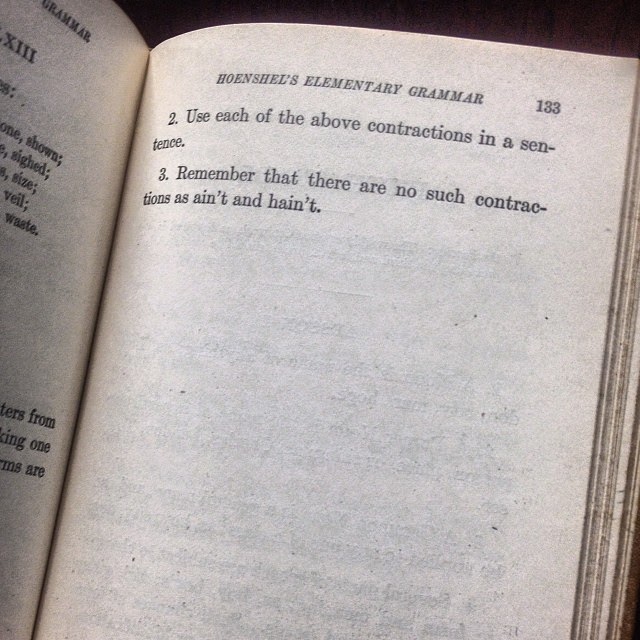 GRAMMAR
XIII
es:
one, shown;
e, sighed;
s, size;
veil;
waste.
ters from
king one
rms are
HOENSHEL'S ELEMENTARY GRAMMAR 133
2. Use each of the above contractions in a sen-
tence.
3. Remember that there are no such contrac-
tions as ain't and hain't.